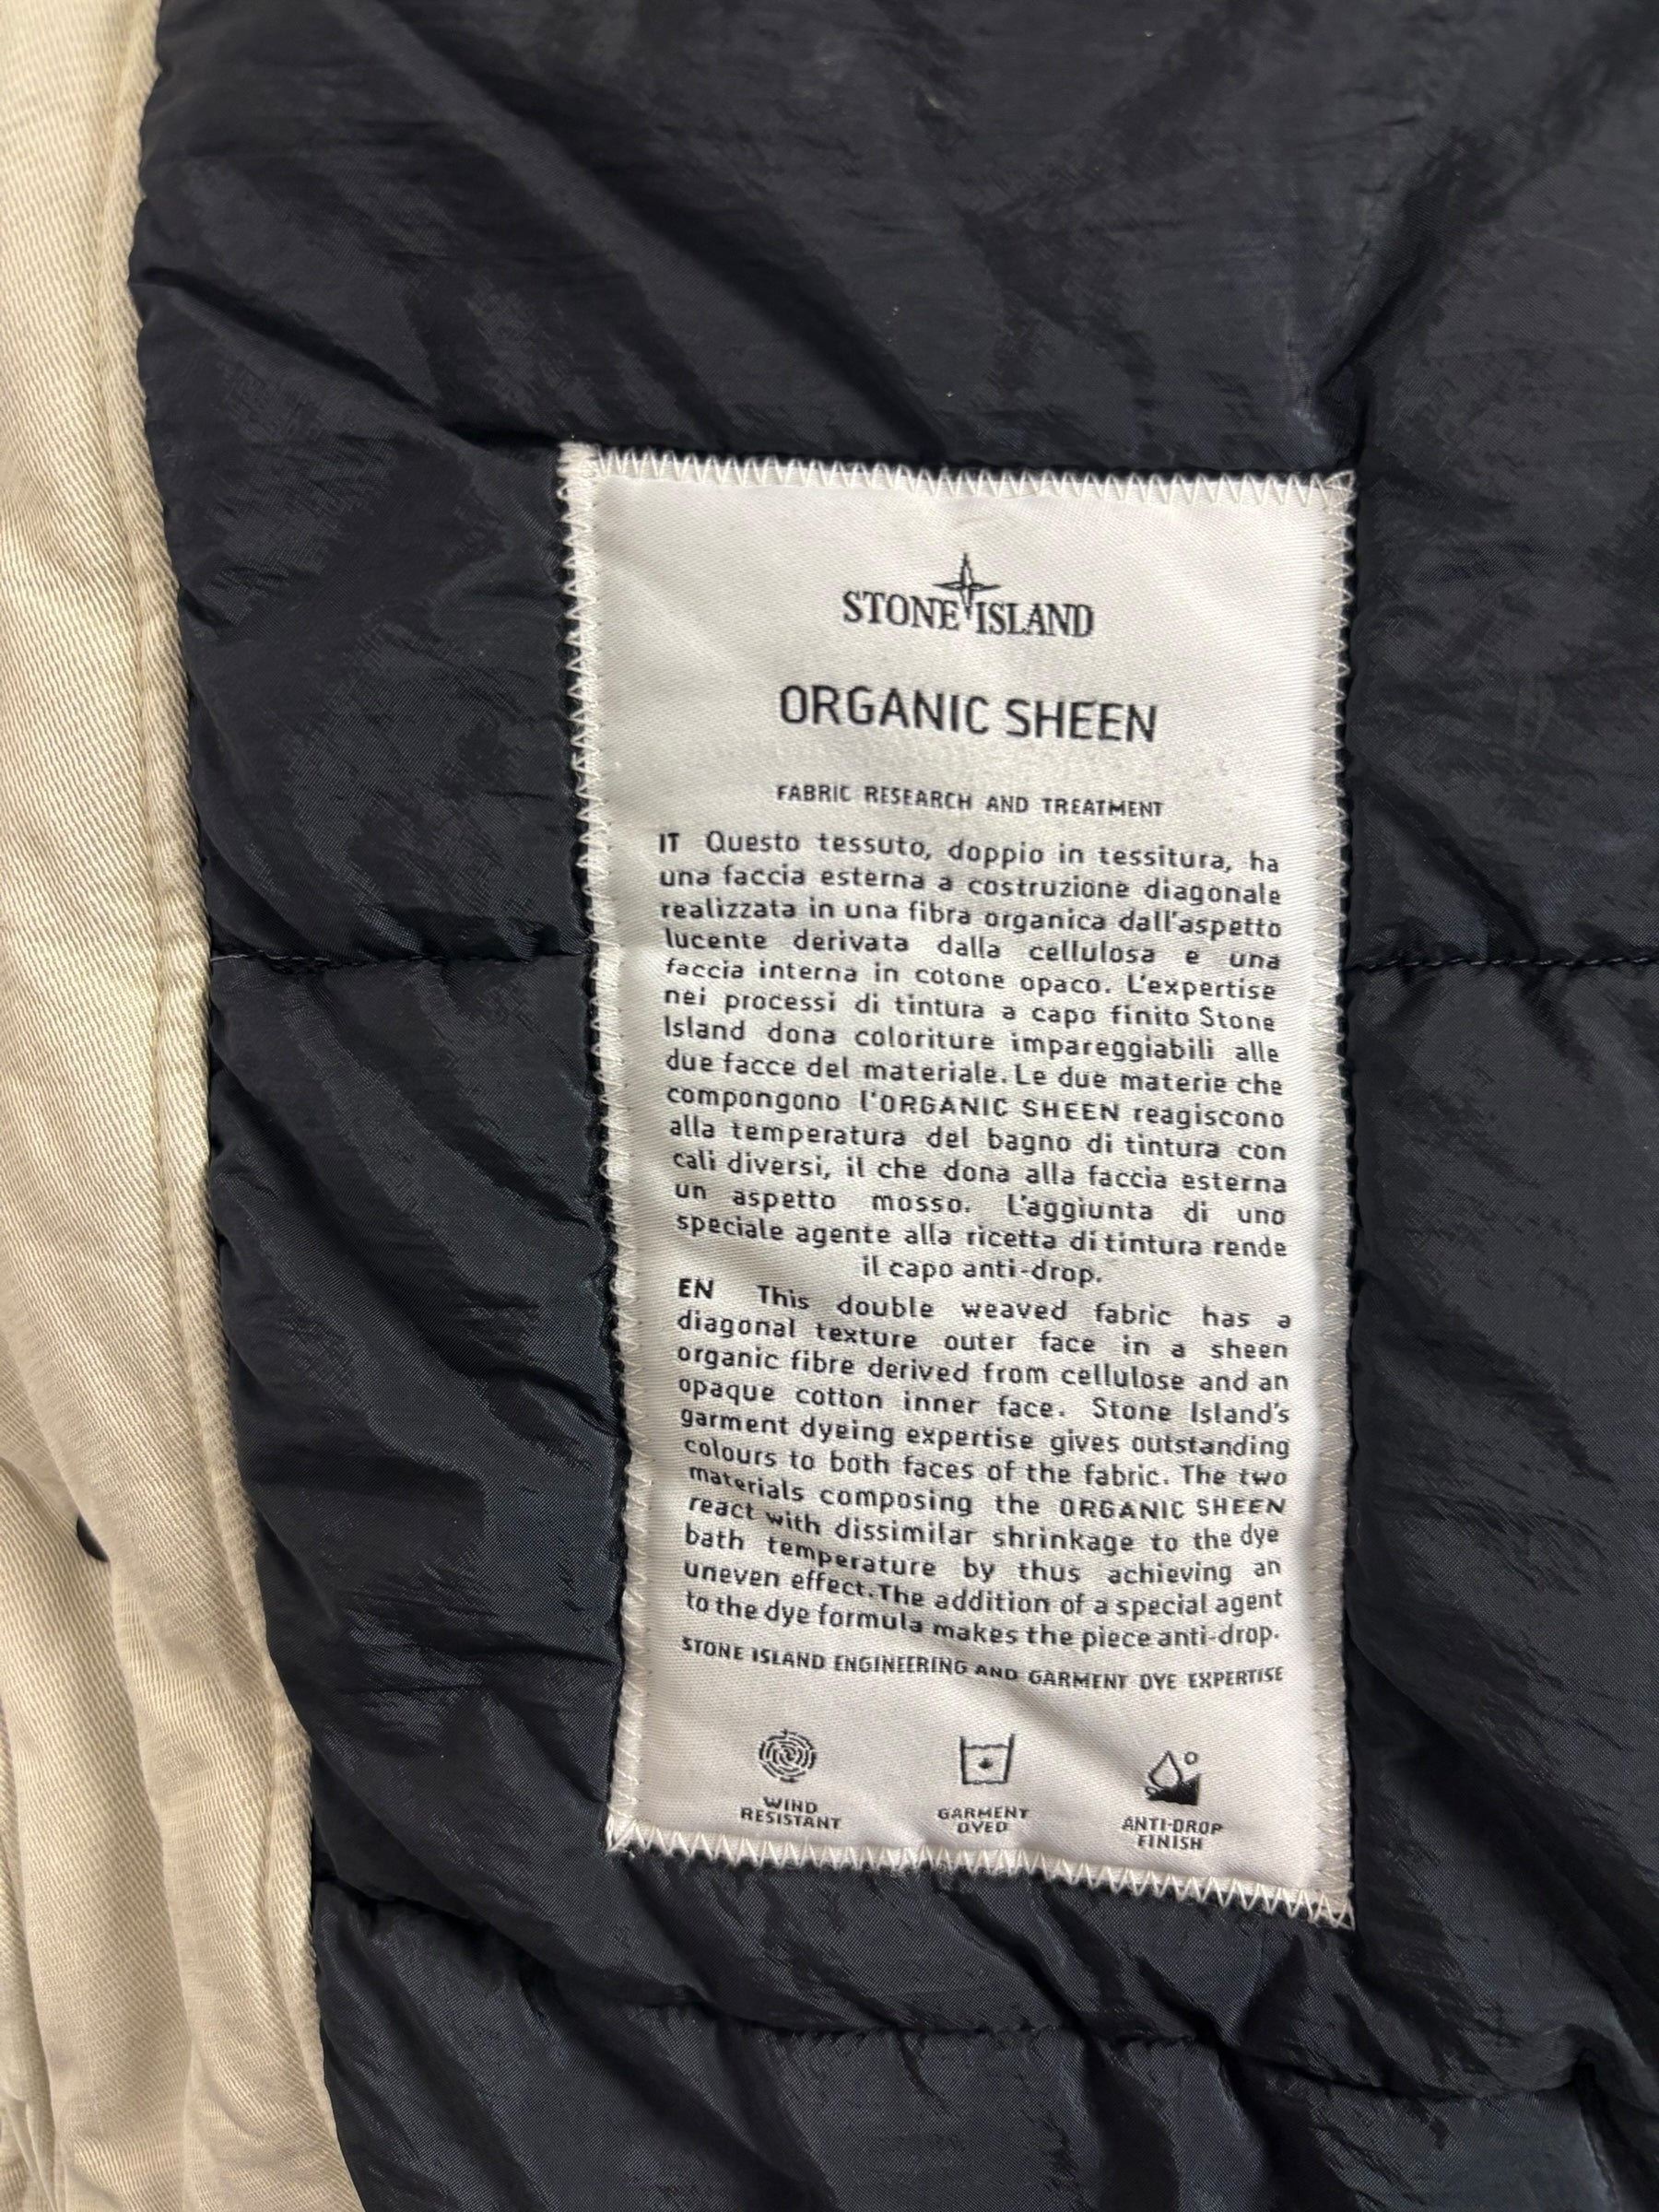 STONE ISLAND
ORGANIC SHEEN
FABRIC RESEARCH AND TREATMENT
IT Questo tessuto, doppio in tessitura, ha
una faccia esterna a costruzione diagonale
realizzata in una fibra organica dall'aspetto
lucente derivata dalla cellulosa e una
faccia interna in cotone opaco. L'expertise
nei processi di tintura a capo finito Stone
Island dona coloriture impareggiabili alle
due facce del materiale. Le due materie che
compongono l'ORGANIC SHEEN reagiscono
alla temperatura del bagno di tintura con
cali diversi, il che dona alla faccia esterna
un aspetto mosso. L'aggiunta di uno
speciale agente alla ricetta di tintura rende
il capo anti-drop.
EN This double weaved fabric has a
diagonal texture outer face in a sheen
organic fibre derived from cellulose and an
opaque cotton inner face. Stone Island's
garment dyeing expertise gives outstanding
colours to both faces of the fabric. The two
materials composing the ORGANIC SHEEN
react with dissimilar shrinkage to the dye
bath temperature by thus achieving an
uneven effect. The addition of a special agent
to the dye formula makes the piece anti-drop.
STONE ISLAND ENGINEERING AND GARMENT DYE EXPERTISE
WIND
RESISTANT
GARMENT
DYED
ANTI-DROP
FINISH